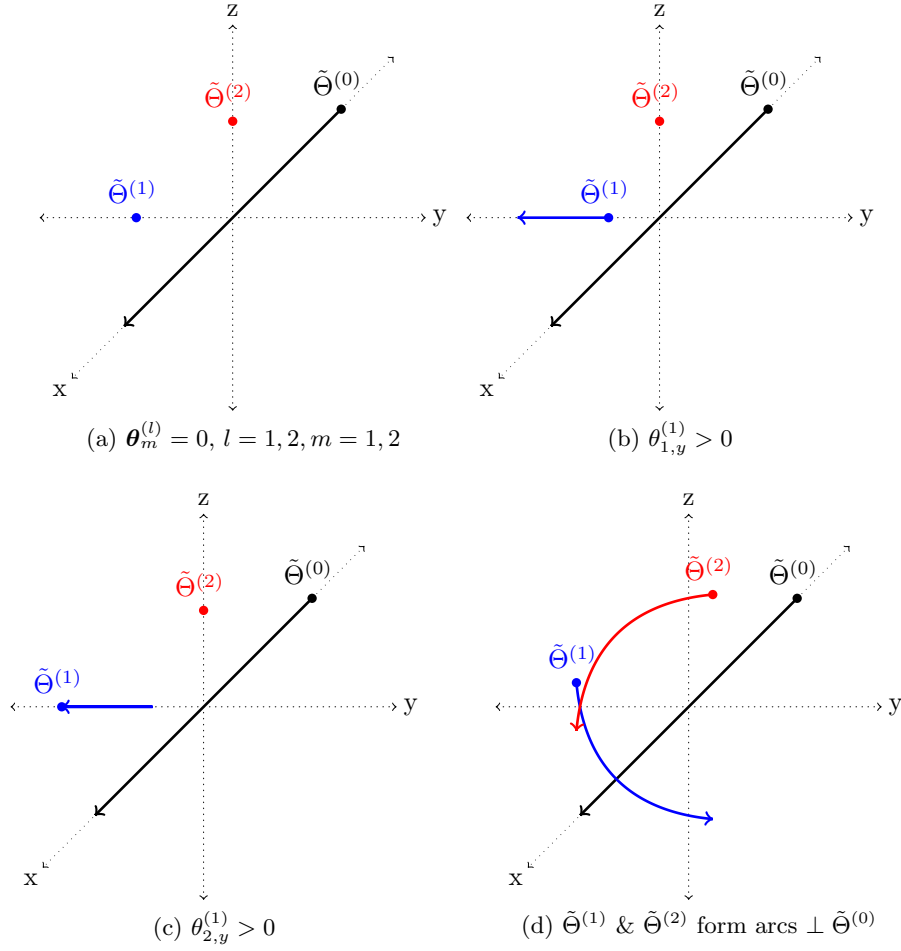 z
Θ̃^(2)
Θ̃^(0)
Θ̃^(1)
y
x
(a) θ_m^(l) = 0, l = 1, 2, m = 1, 2
z
Θ̃^(2)
Θ̃^(0)
Θ̃^(1)
y
x
(b) θ_{1,y}^(1) > 0
z
Θ̃^(2)
Θ̃^(0)
Θ̃^(1)
y
x
(c) θ_{2,y}^(1) > 0
z
Θ̃^(2)
Θ̃^(0)
Θ̃^(1)
y
x
(d) Θ̃^(1) & Θ̃^(2) form arcs ⊥ Θ̃^(0)